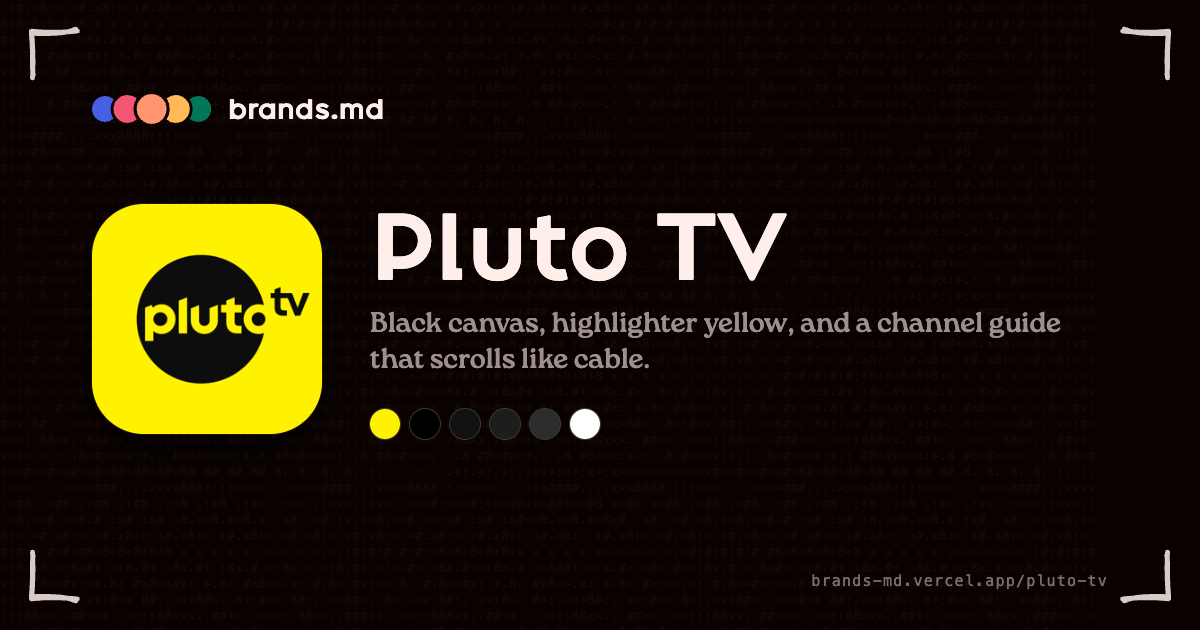 brands.md
pluto tv
Pluto TV
Black canvas, highlighter yellow, and a channel guide
that scrolls like cable.
brands-md.vercel.app/pluto-tv